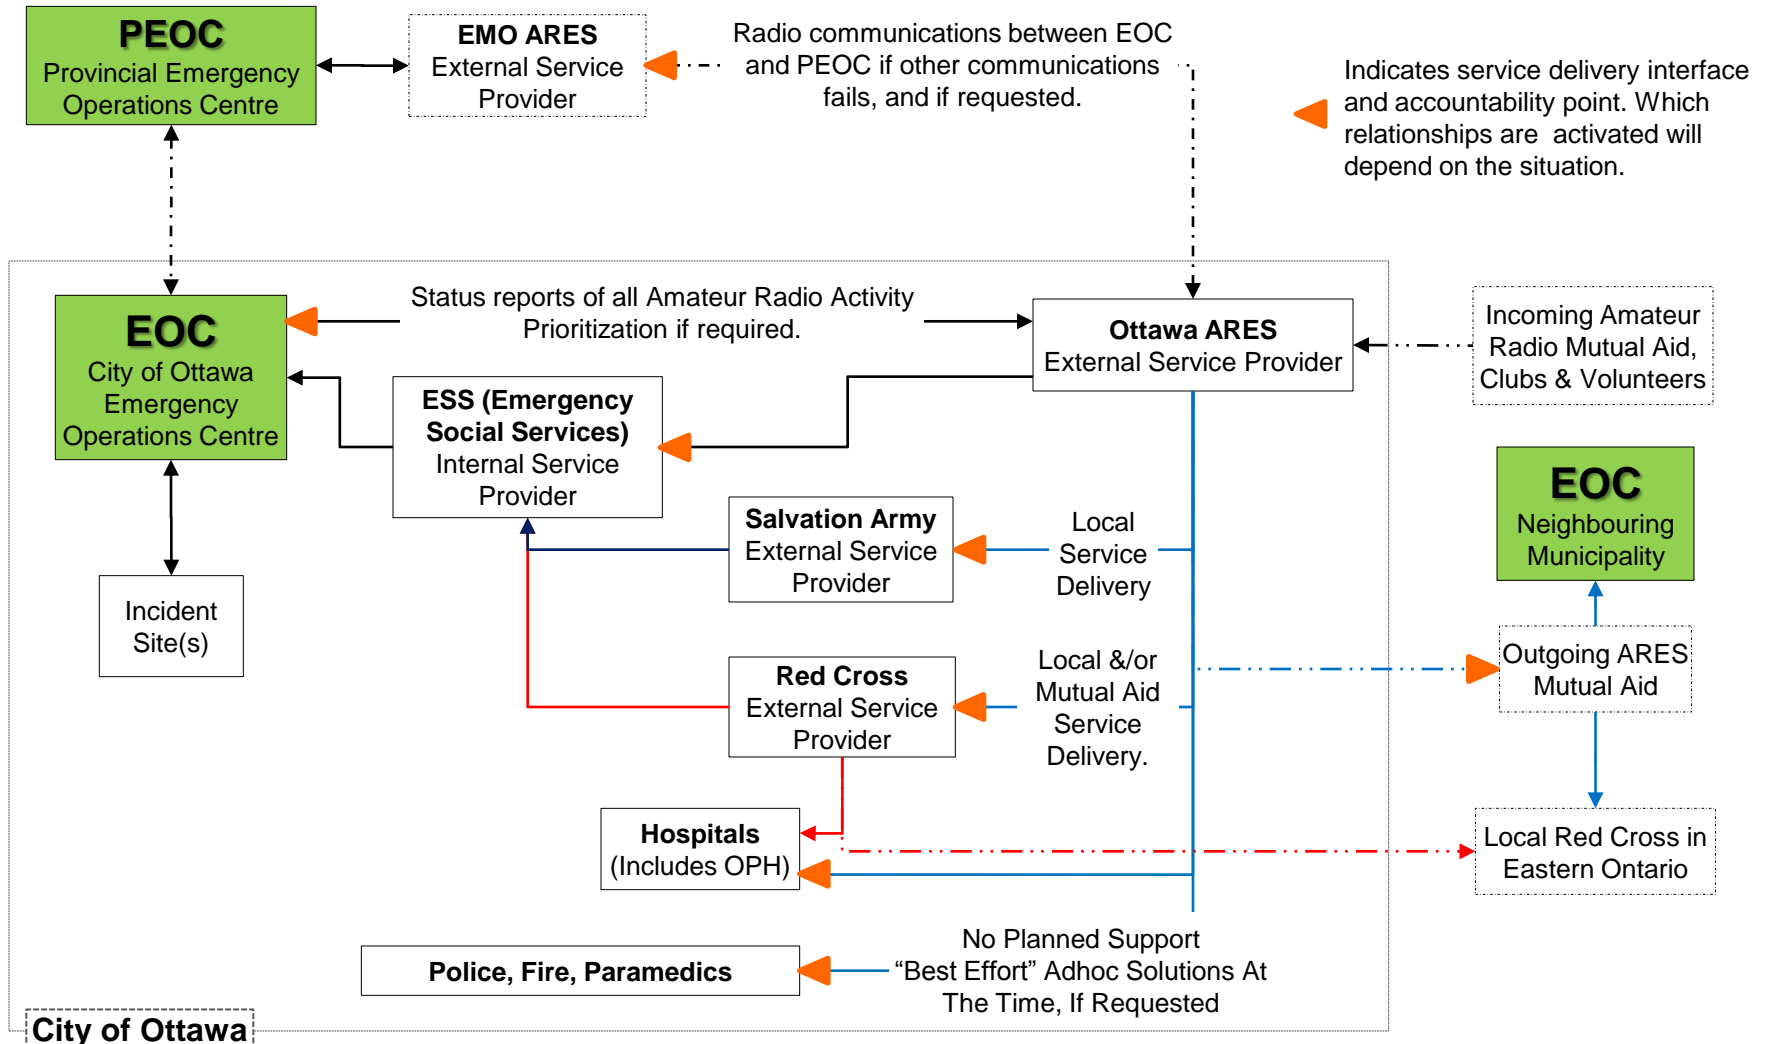 PEOC
Provincial Emergency
Operations Centre
EMO ARES
External Service
Provider
Radio communications between EOC
and PEOC if other communications
fails, and if requested.
Indicates service delivery interface
and accountability point. Which
relationships are activated will
depend on the situation.
EOC
City of Ottawa
Emergency
Operations Centre
Status reports of all Amateur Radio Activity
Prioritization if required.
Ottawa ARES
External Service Provider
Incoming Amateur
Radio Mutual Aid,
Clubs & Volunteers
ESS (Emergency
Social Services)
Internal Service
Provider
EOC
Neighbouring
Municipality
Salvation Army
External Service
Provider
Local
Service
Delivery
Incident
Site(s)
Red Cross
External Service
Provider
Local &/or
Mutual Aid
Service
Delivery.
Outgoing ARES
Mutual Aid
Hospitals
(Includes OPH)
Local Red Cross in
Eastern Ontario
Police, Fire, Paramedics
No Planned Support
“Best Effort” Adhoc Solutions At
The Time, If Requested
City of Ottawa